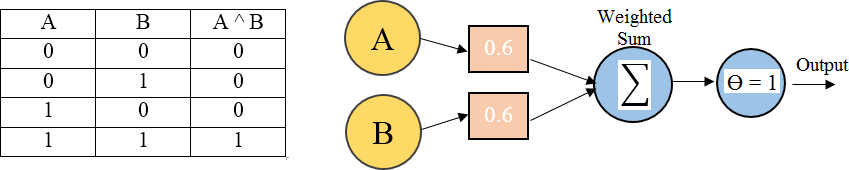 A B A ^ B
0 0 0
0 1 0
1 0 0
1 1 1
A
0.6
B
0.6
Weighted
Sum
∑
Ө = 1
Output